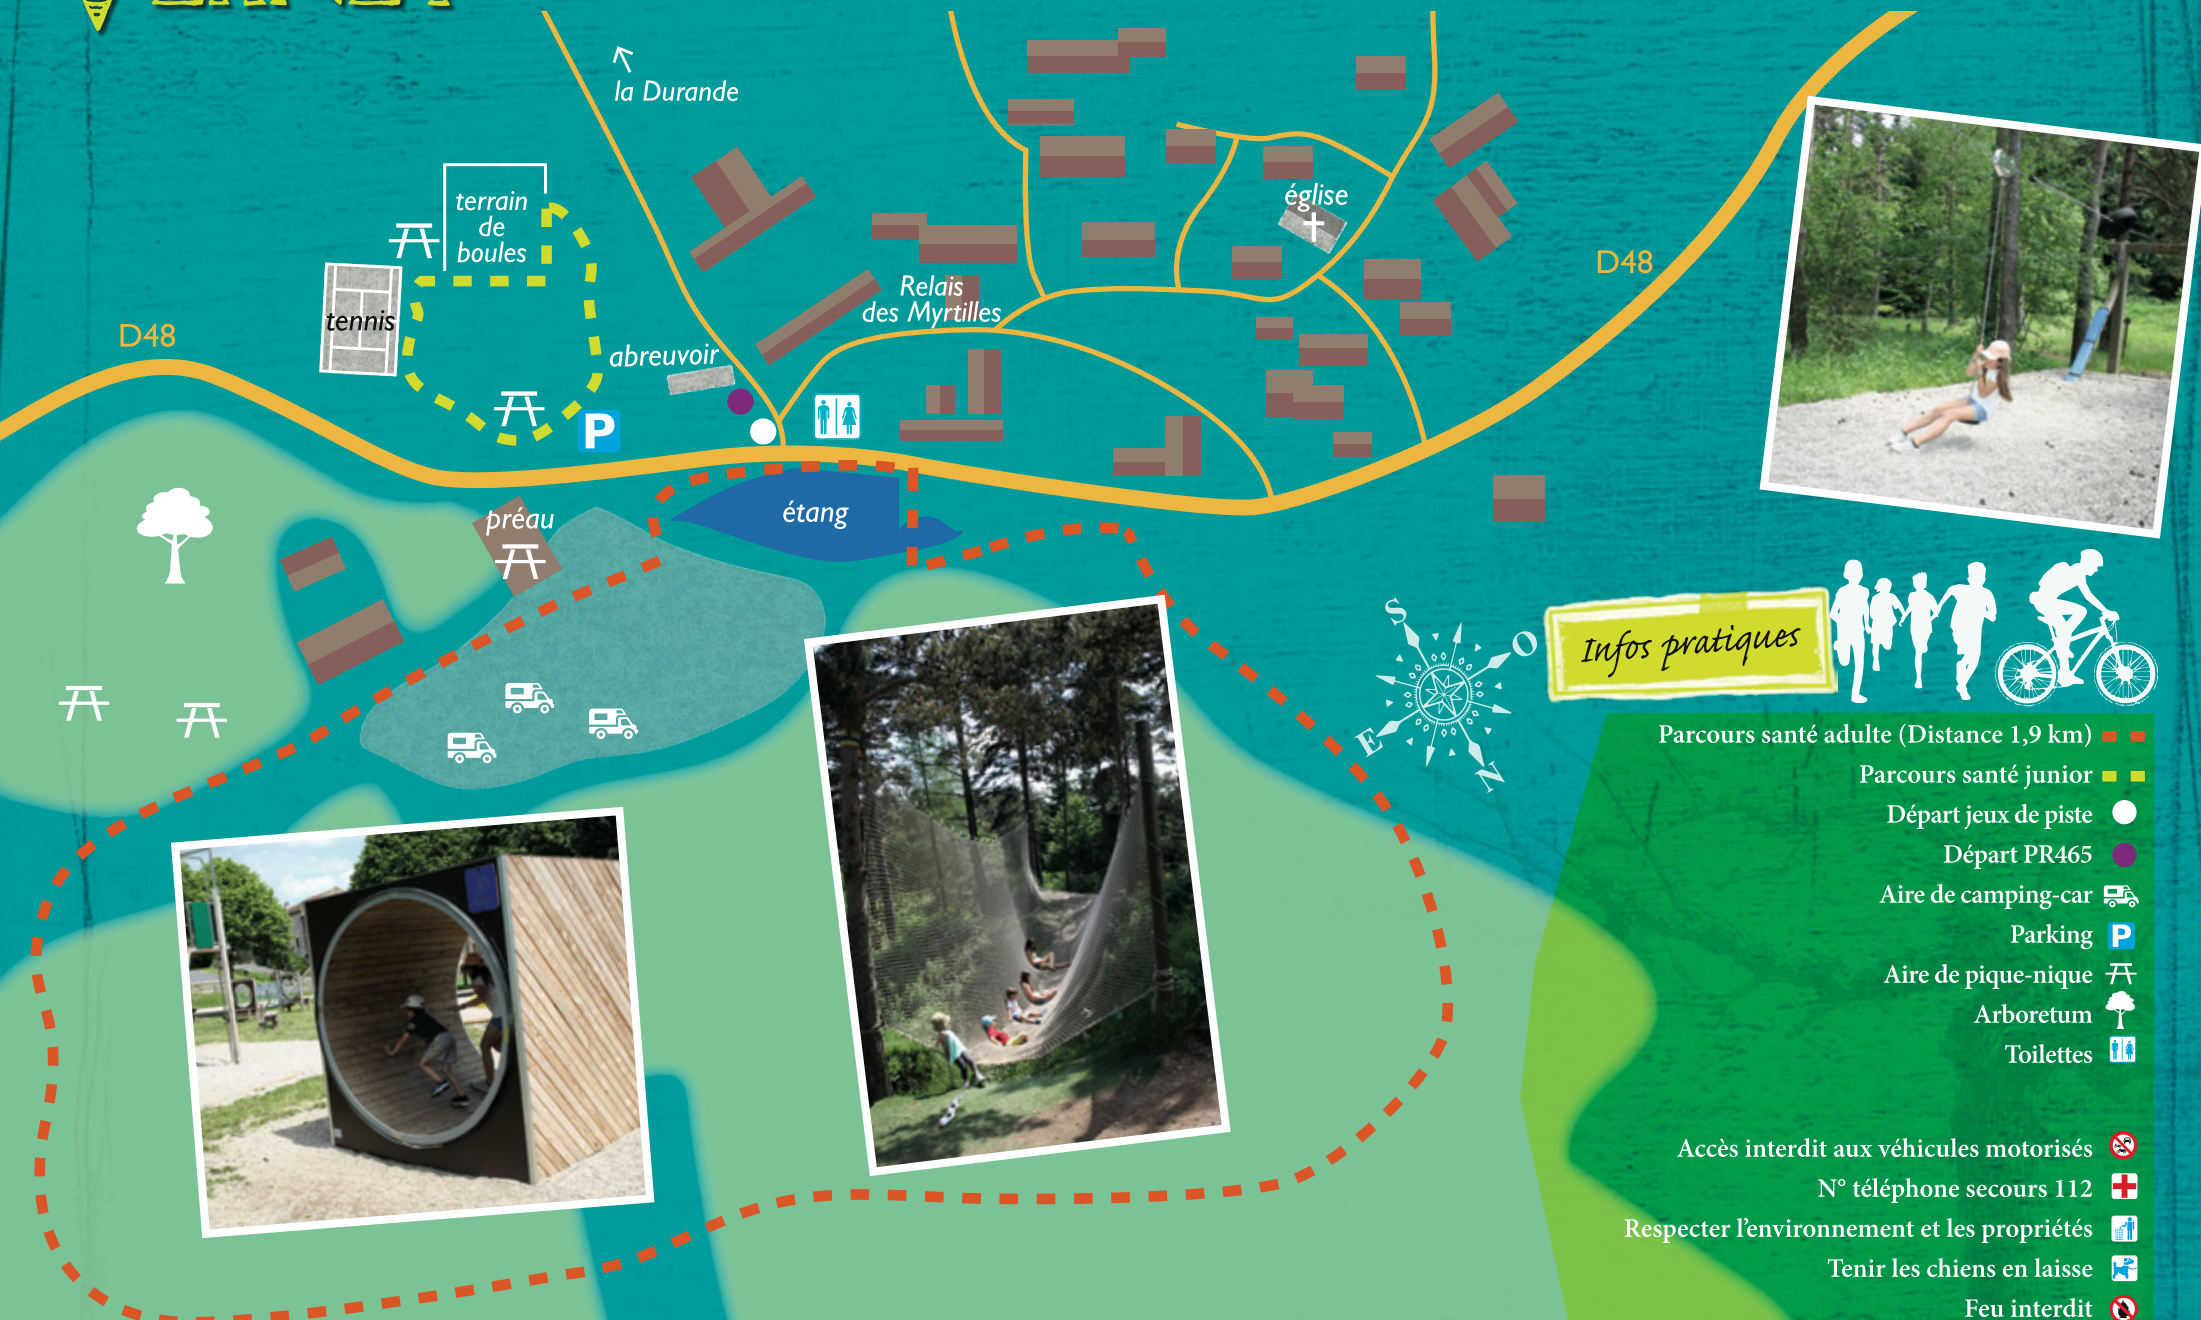 la Durande
terrain
de
boules
église
D48
Relais
des Myrtilles
tennis
D48
abreuvoir
P
étang
préau
S
O
E
N
Infos pratiques
Parcours santé adulte (Distance 1,9 km)
Parcours santé junior
Départ jeux de piste
Départ PR465
Aire de camping-car
Parking P
Aire de pique-nique
Arboretum
Toilettes
Accès interdit aux véhicules motorisés
N° téléphone secours 112
Respecter l'environnement et les propriétés
Tenir les chiens en laisse
Feu interdit